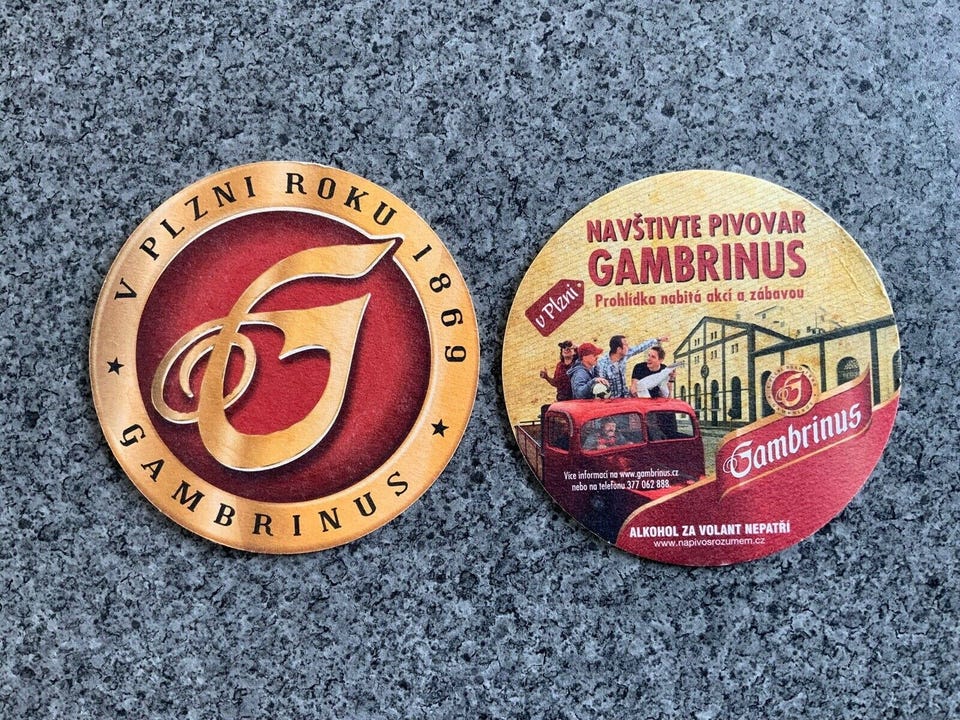 V PLZNI ROKU 1869
GAMBRINUS
NAVŠTIVTE PIVOVAR
GAMBRINUS
Prohlídka nabitá akcí a zábavou
v Plzni
Gambrinus
Více informací na www.gambrinus.cz
nebo na telefonu 377 062 888.
ALKOHOL ZA VOLANT NEPATŘÍ
www.napivosrozumem.cz